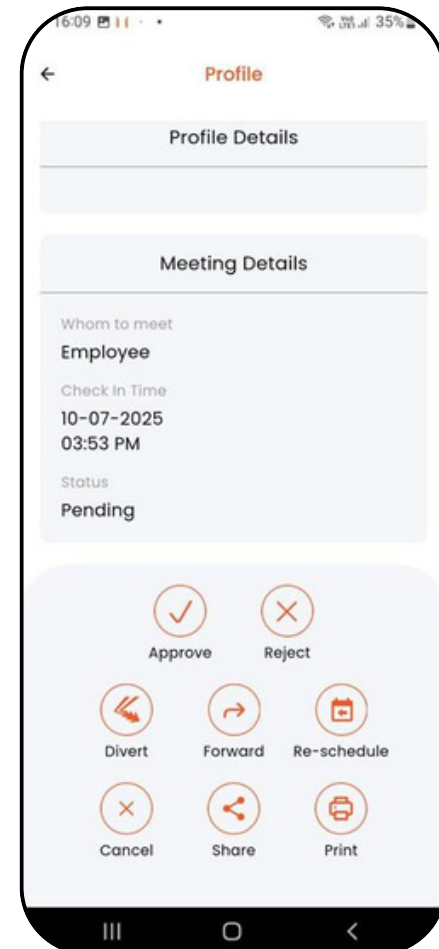 16:09 35%
Profile
Profile Details
Meeting Details
Whom to meet
Employee
Check In Time
10-07-2025
03:53 PM
Status
Pending
Approve Reject
Divert Forward Re-schedule
Cancel Share Print